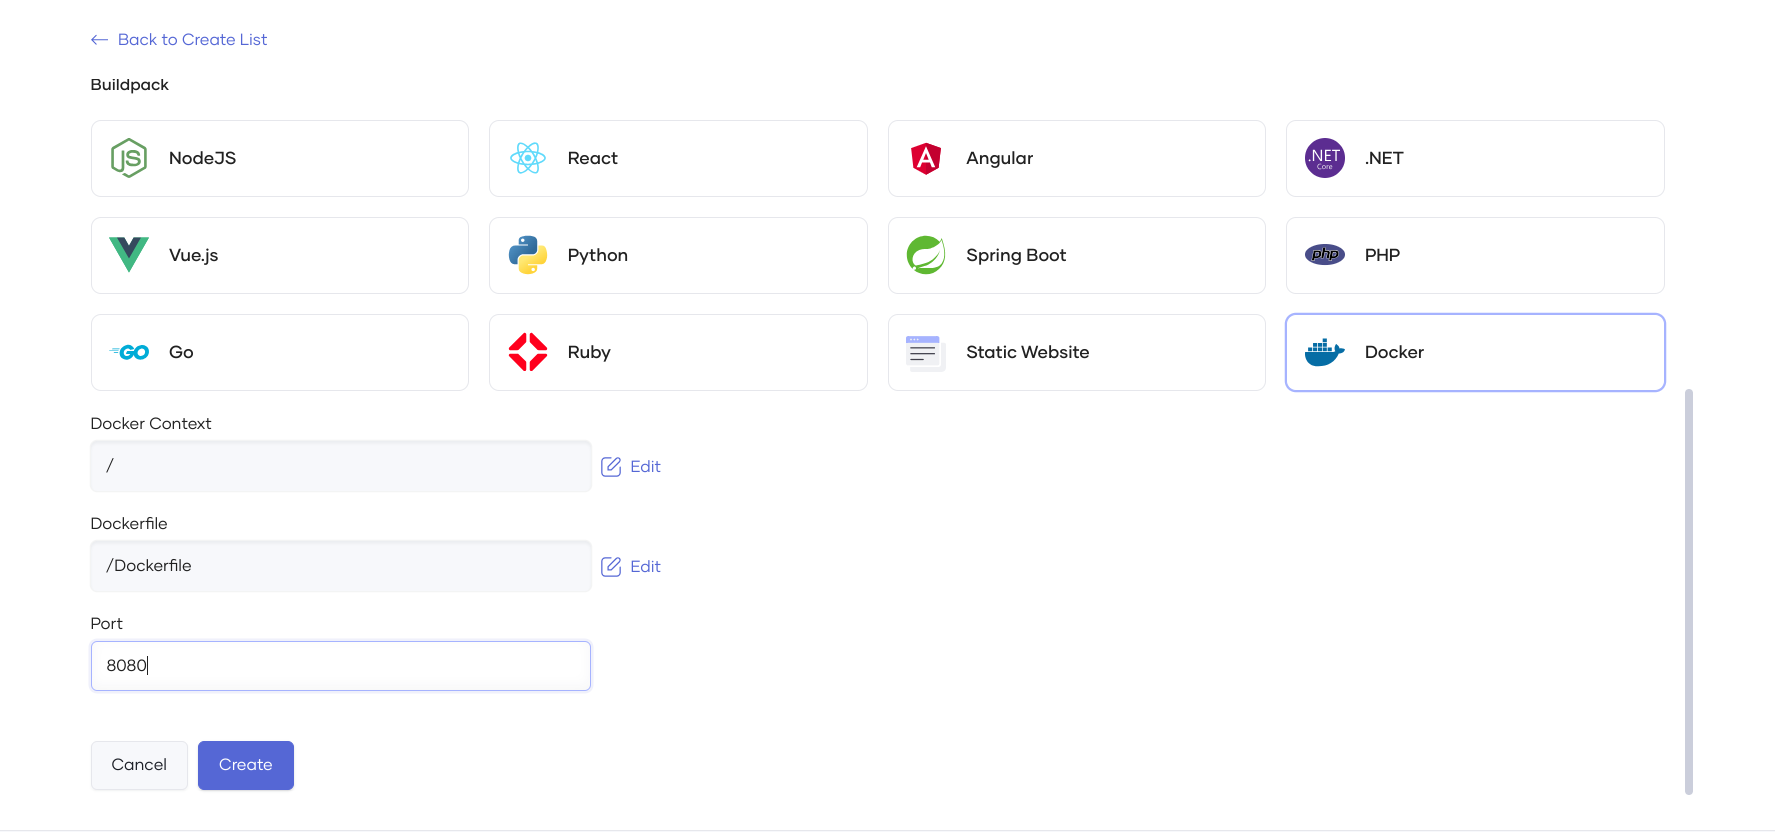 ← Back to Create List
Buildpack
JS NodeJS
React
A Angular
.NET Core .NET
Vue.js
Python
Spring Boot
php PHP
GO Go
Ruby
Static Website
Docker
Docker Context
/
Edit
Dockerfile
/Dockerfile
Edit
Port
8080
Cancel
Create